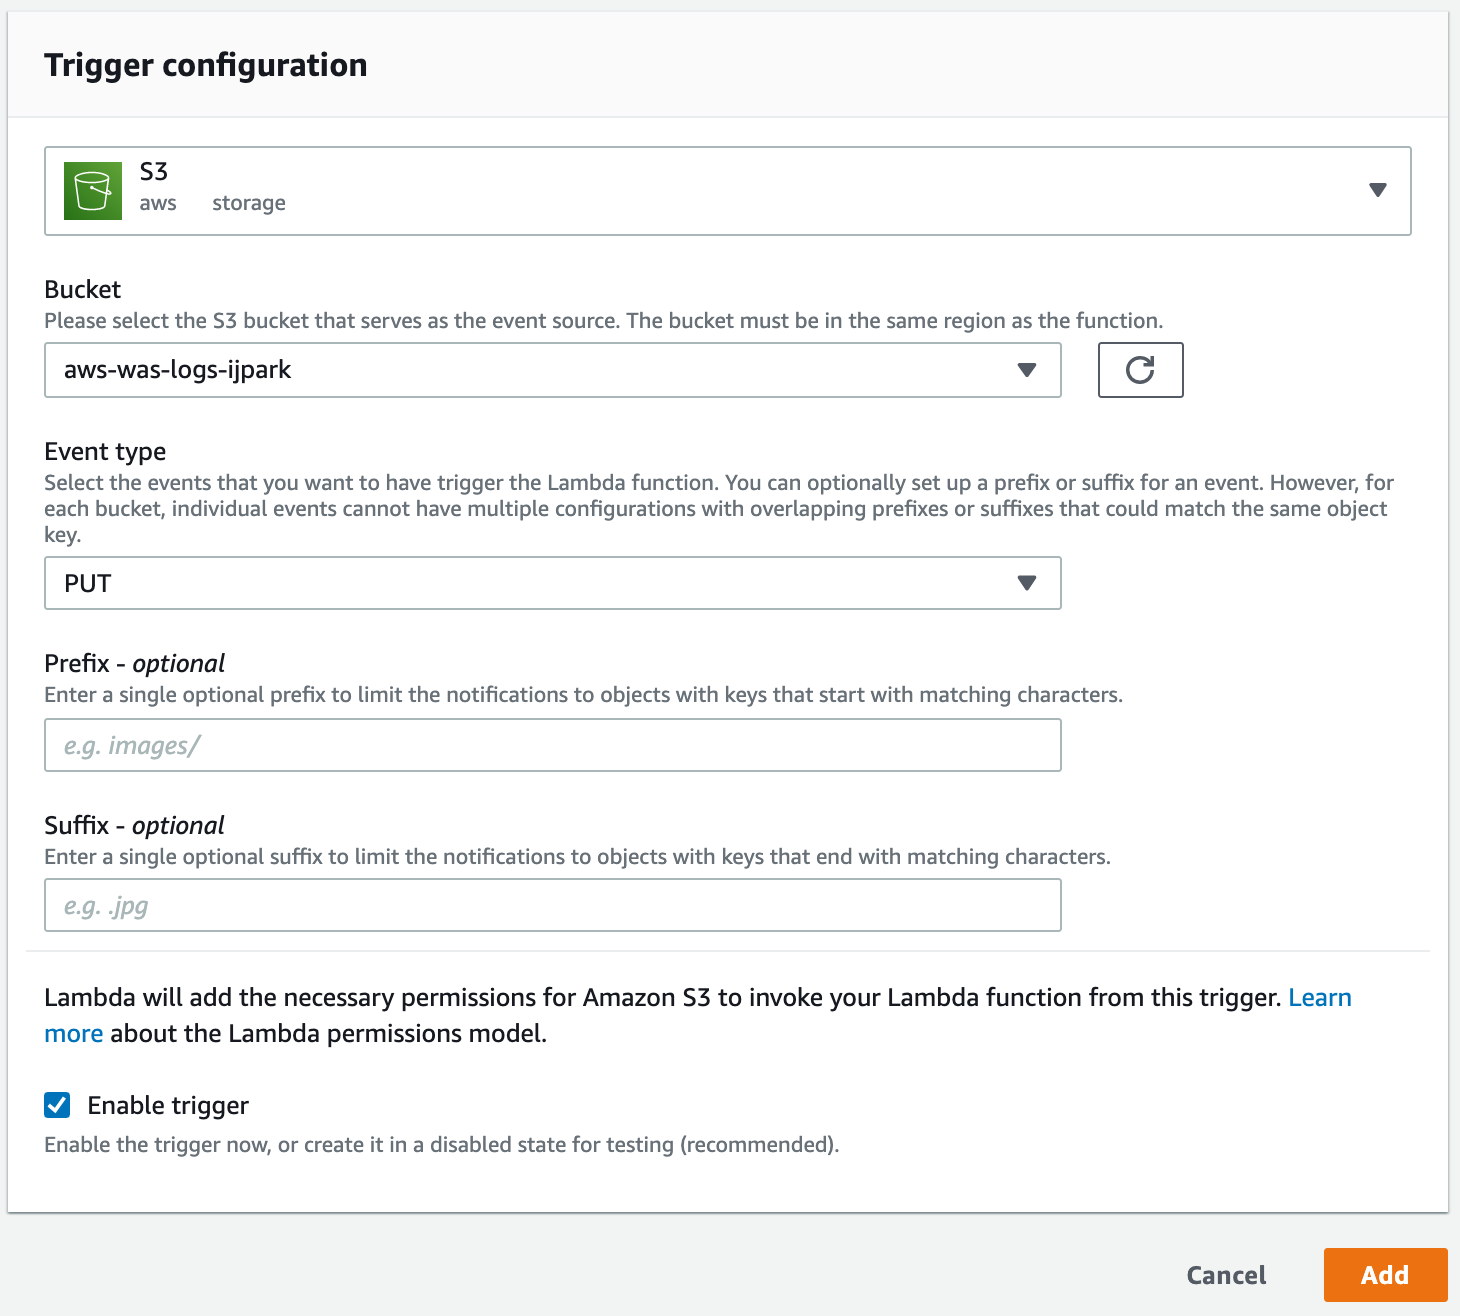 Trigger configuration
S3
aws storage
Bucket
Please select the S3 bucket that serves as the event source. The bucket must be in the same region as the function.
aws-was-logs-ijpark
Event type
Select the events that you want to have trigger the Lambda function. You can optionally set up a prefix or suffix for an event. However, for
each bucket, individual events cannot have multiple configurations with overlapping prefixes or suffixes that could match the same object
key.
PUT
Prefix - optional
Enter a single optional prefix to limit the notifications to objects with keys that start with matching characters.
e.g. images/
Suffix - optional
Enter a single optional suffix to limit the notifications to objects with keys that end with matching characters.
e.g. .jpg
Lambda will add the necessary permissions for Amazon S3 to invoke your Lambda function from this trigger. Learn
more about the Lambda permissions model.
Enable trigger
Enable the trigger now, or create it in a disabled state for testing (recommended).
Cancel Add